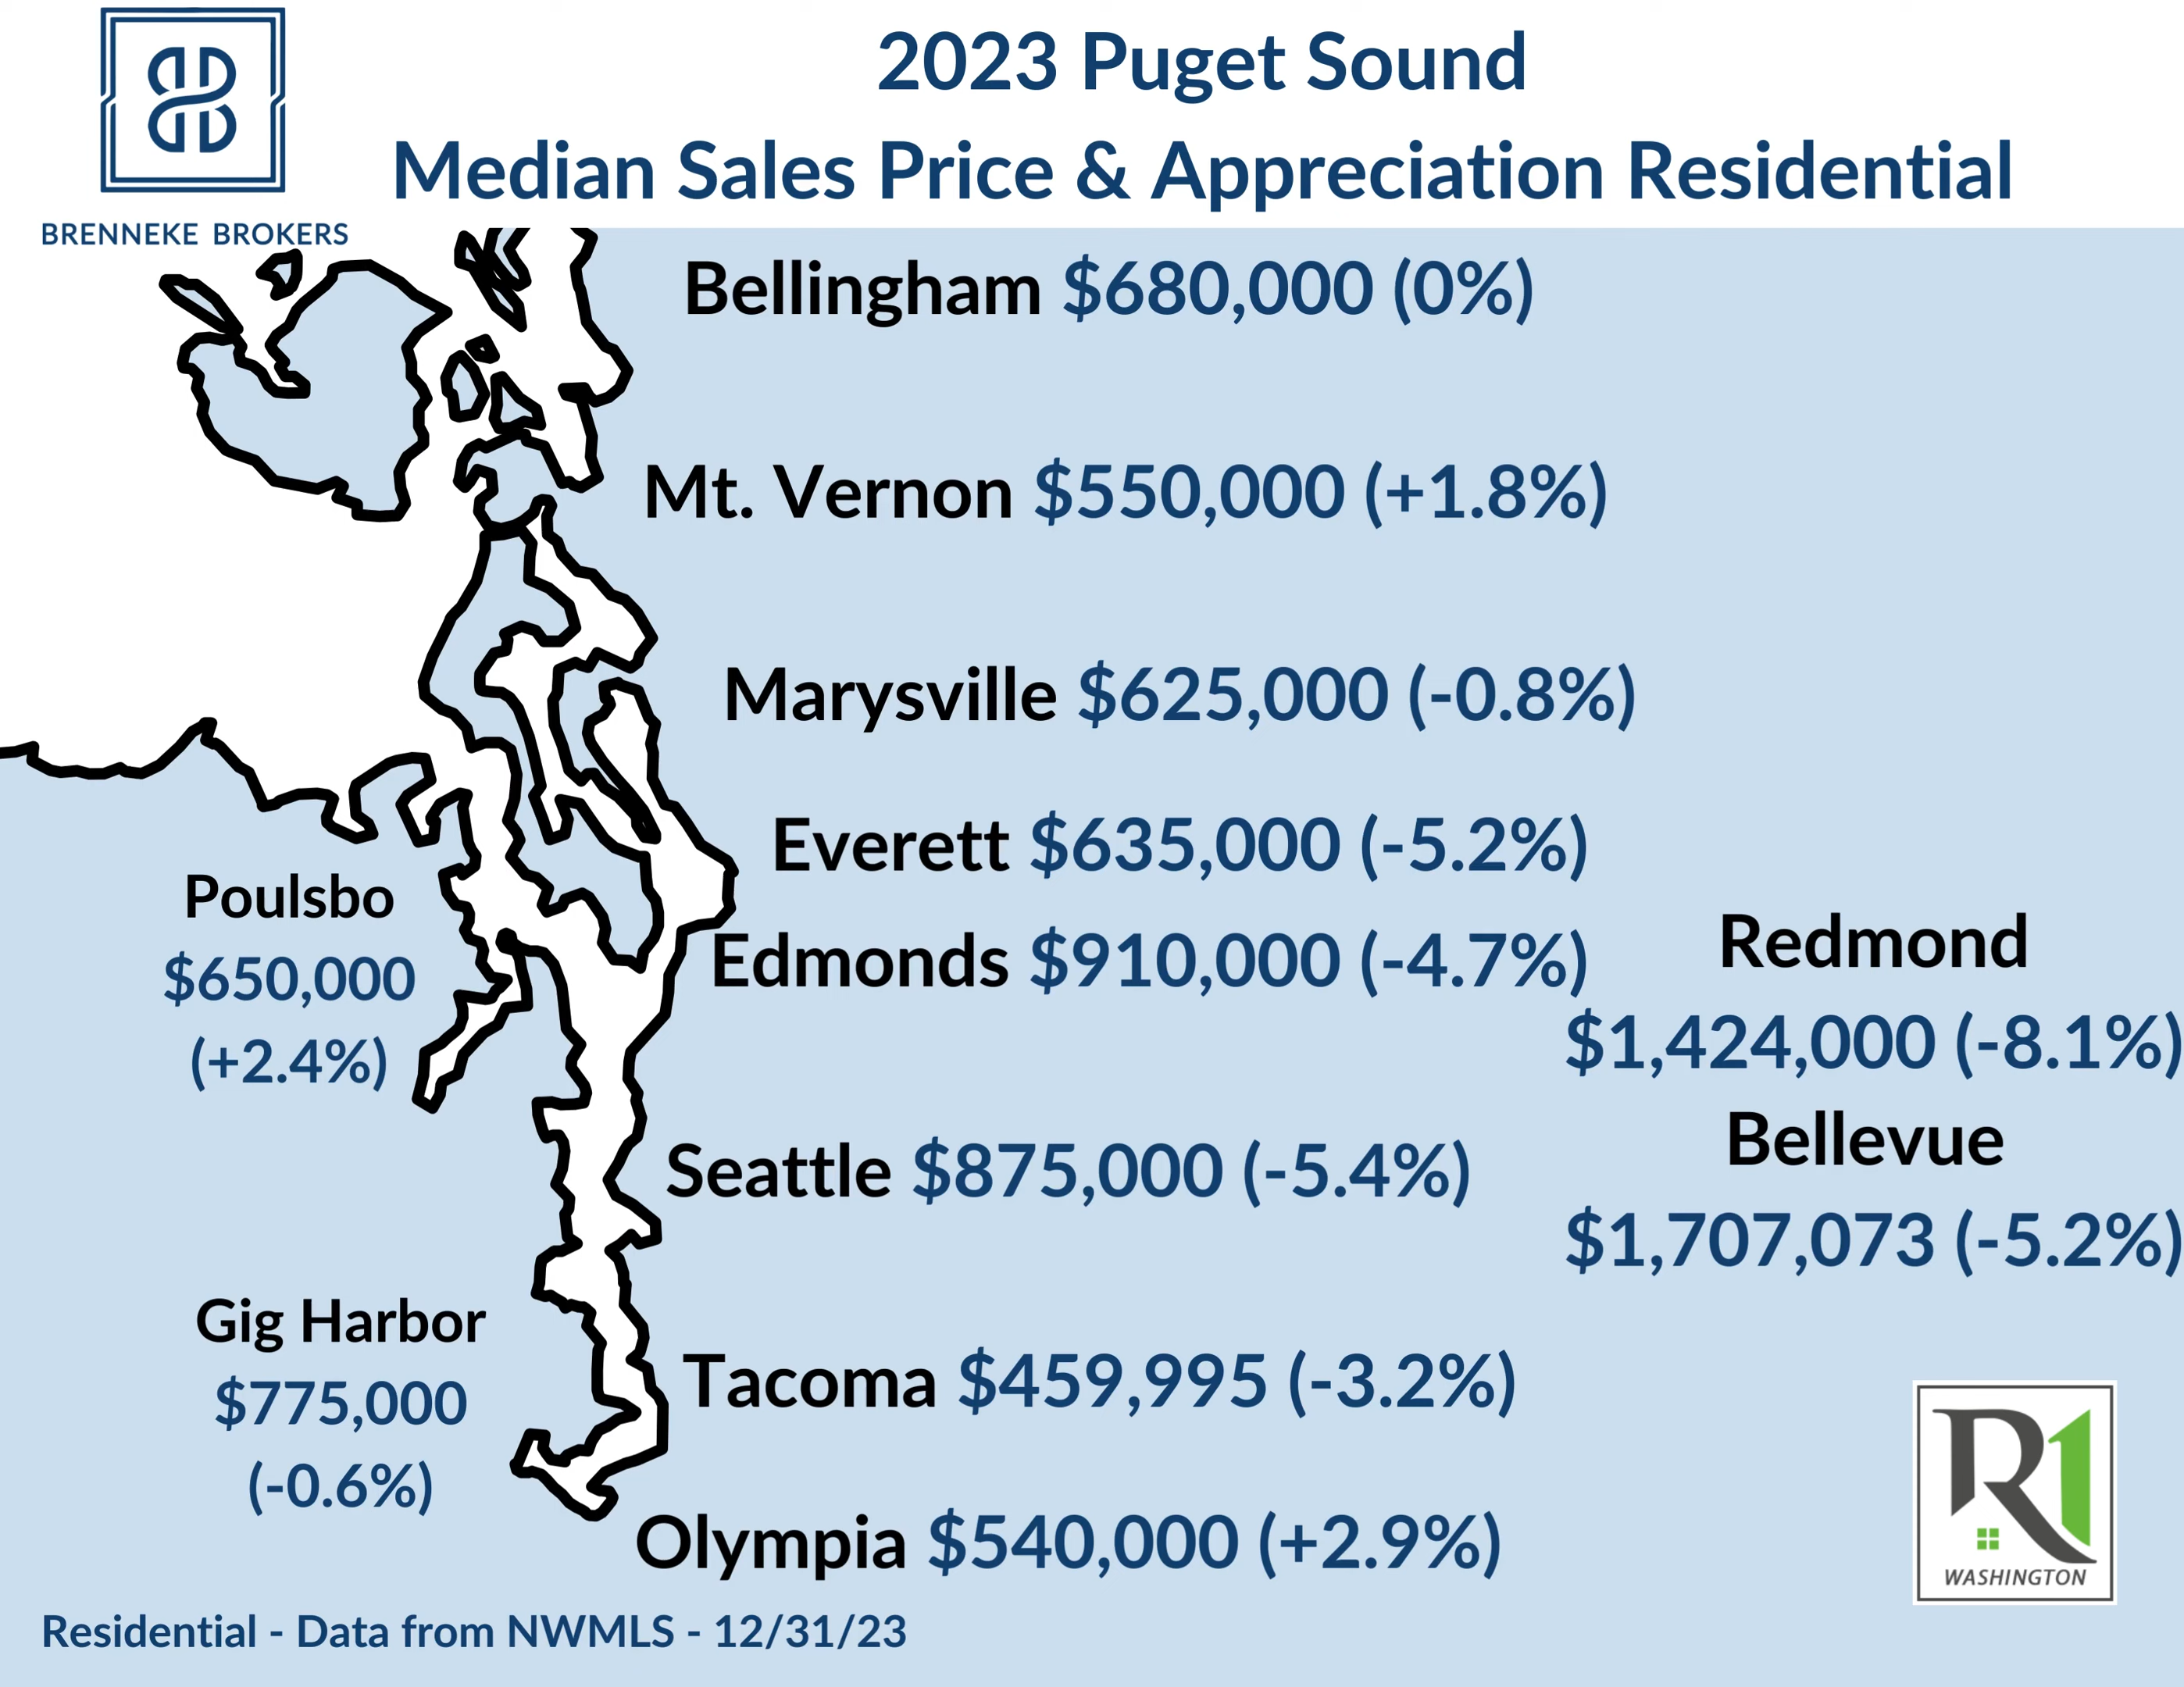 BRENNEKE BROKERS
2023 Puget Sound
Median Sales Price & Appreciation Residential
Bellingham $680,000 (0%)
Mt. Vernon $550,000 (+1.8%)
Marysville $625,000 (-0.8%)
Everett $635,000 (-5.2%)
Edmonds $910,000 (-4.7%)
Poulsbo
$650,000
(+2.4%)
Redmond
$1,424,000 (-8.1%)
Bellevue
$1,707,073 (-5.2%)
Seattle $875,000 (-5.4%)
Gig Harbor
$775,000
(-0.6%)
Tacoma $459,995 (-3.2%)
Olympia $540,000 (+2.9%)
R1
WASHINGTON
Residential - Data from NWMLS - 12/31/23